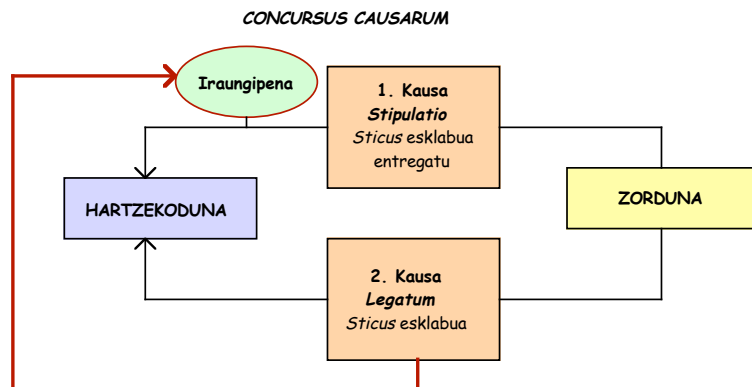 CONCURSUS CAUSARUM
Iraungipena
1. Kausa
Stipulatio
Sticus esklabua
entregatu
HARTZEKODUNA
ZORDUNA
2. Kausa
Legatum
Sticus esklabua